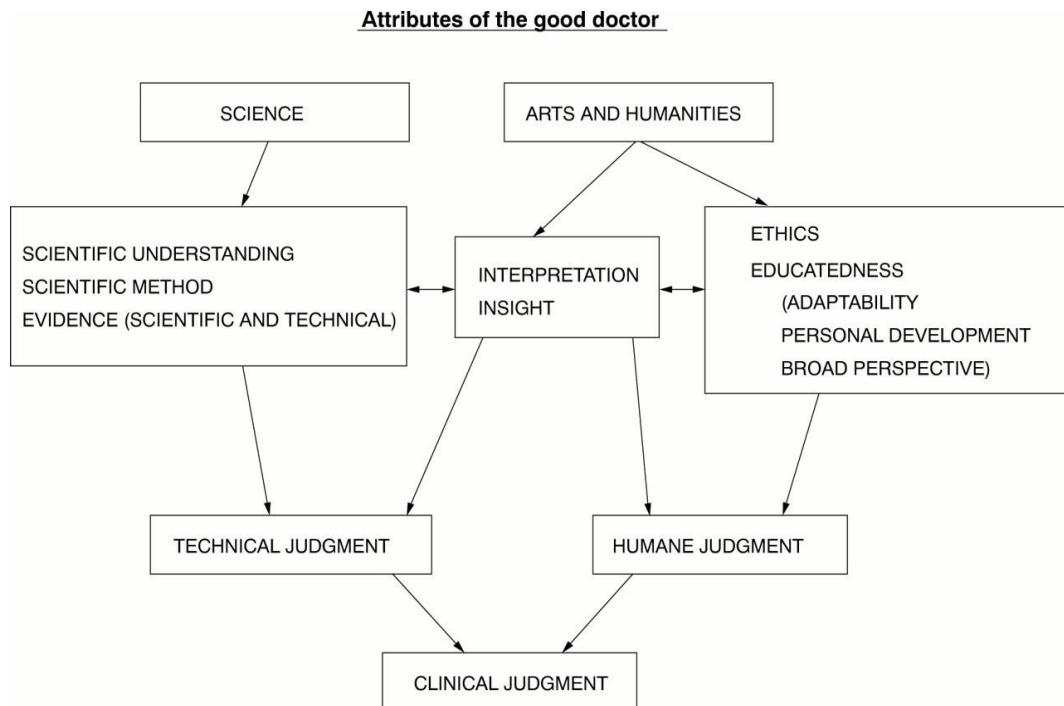 Attributes of the good doctor
SCIENCE
ARTS AND HUMANITIES
SCIENTIFIC UNDERSTANDING
SCIENTIFIC METHOD
EVIDENCE (SCIENTIFIC AND TECHNICAL)
INTERPRETATION
INSIGHT
ETHICS
EDUCATEDNESS
(ADAPTABILITY
PERSONAL DEVELOPMENT
BROAD PERSPECTIVE)
TECHNICAL JUDGMENT
HUMANE JUDGMENT
CLINICAL JUDGMENT